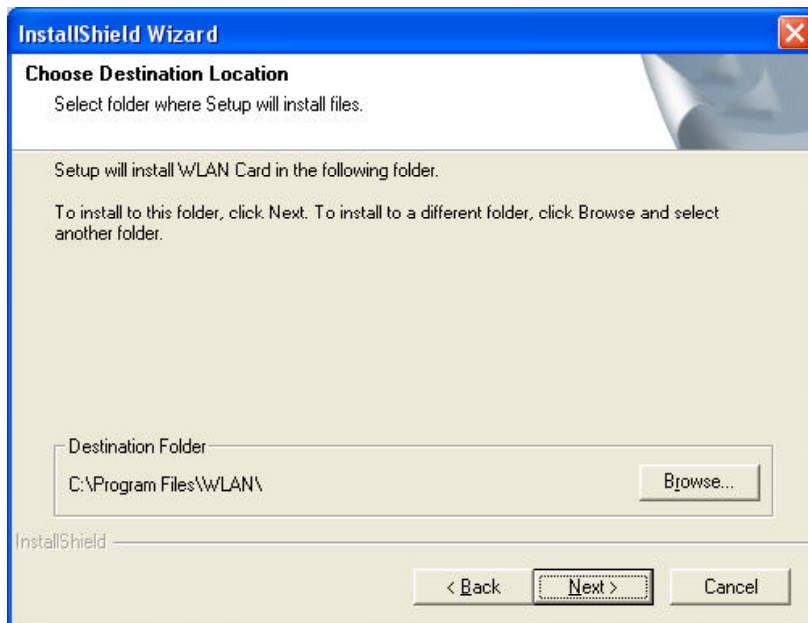 InstallShield Wizard
Choose Destination Location
Select folder where Setup will install files.
Setup will install WLAN Card in the following folder.
To install to this folder, click Next. To install to a different folder, click Browse and select
another folder.
Destination Folder
C:\Program Files\WLAN\
Browse...
InstallShield
< Back
Next >
Cancel